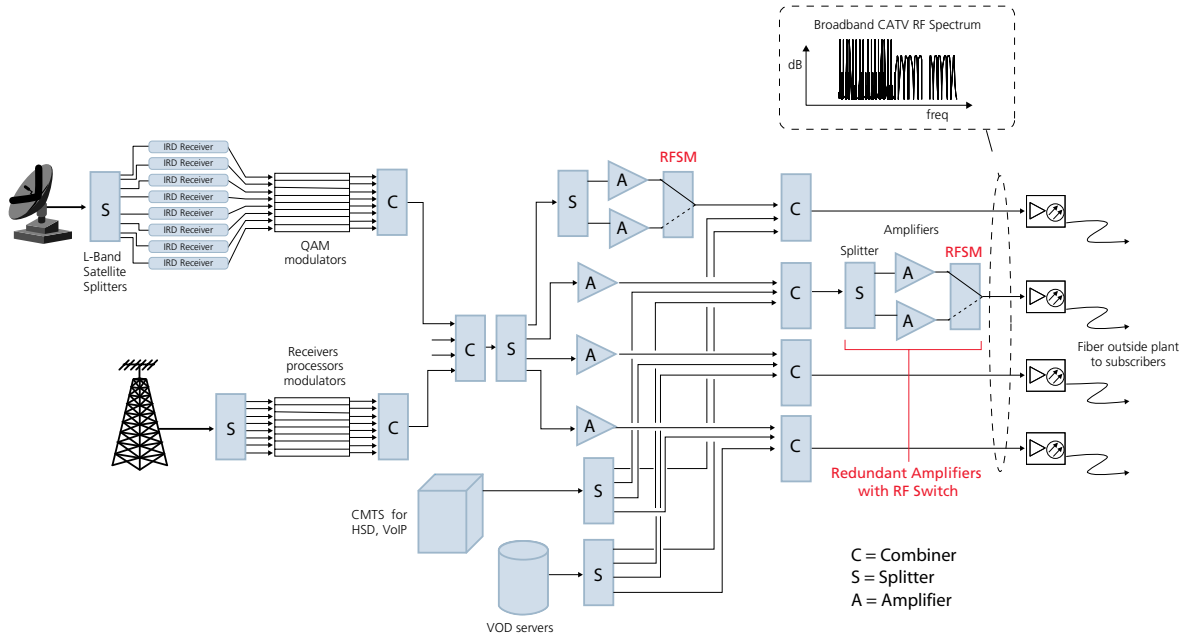 Broadband CATV RF Spectrum
dB
freq
IRD Receiver
IRD Receiver
IRD Receiver
IRD Receiver
IRD Receiver
IRD Receiver
IRD Receiver
IRD Receiver
S
L-Band
Satellite
Splitters
QAM
modulators
C
S
A
A
RFSM
C
Amplifiers
Splitter
RFSM
S
A
A
A
C
C
S
A
C
Receivers
processors
modulators
S
C
A
C
Fiber outside plant
to subscribers
Redundant Amplifiers
with RF Switch
CMTS for
HSD, VoIP
S
VOD servers
S
C = Combiner
S = Splitter
A = Amplifier